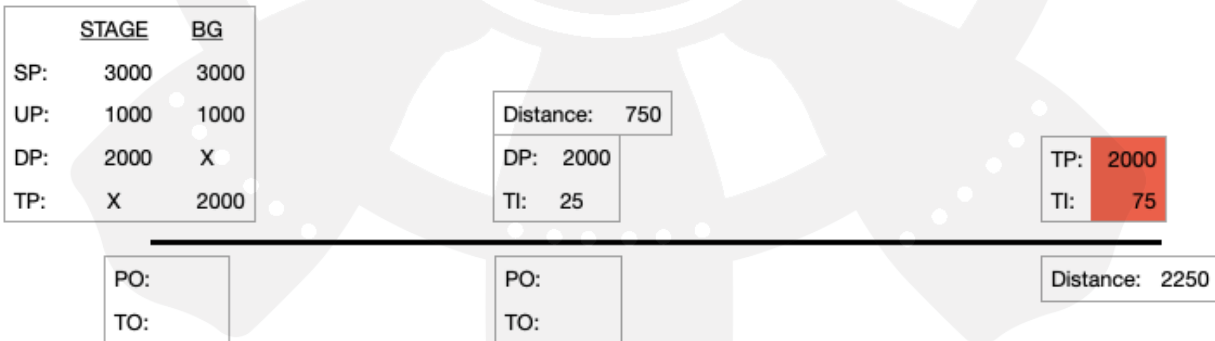 STAGE BG
SP: 3000 3000
UP: 1000 1000
DP: 2000 X
TP: X 2000
Distance: 750
DP: 2000
TI: 25
TP: 2000
TI: 75
PO:
TO:
PO:
TO:
Distance: 2250